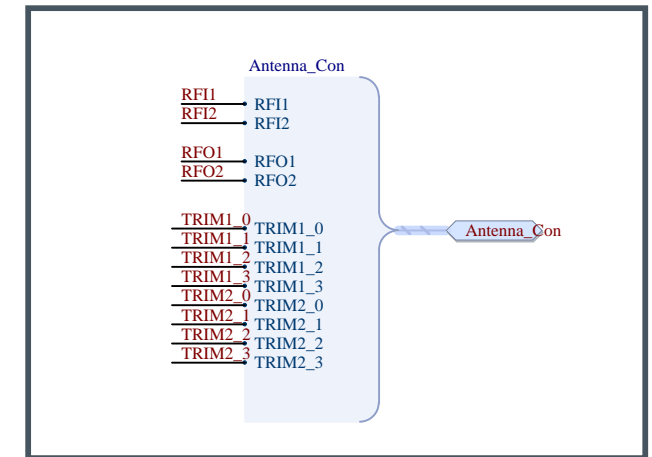 Antenna_Con
RFI1 RFI1
RFI2 RFI2
RFO1 RFO1
RFO2 RFO2
TRIM1_0 TRIM1_0
Antenna_Con
TRIM1_1 TRIM1_1
TRIM1_2 TRIM1_2
TRIM1_3 TRIM1_3
TRIM2_0 TRIM2_0
TRIM2_1 TRIM2_1
TRIM2_2 TRIM2_2
TRIM2_3 TRIM2_3